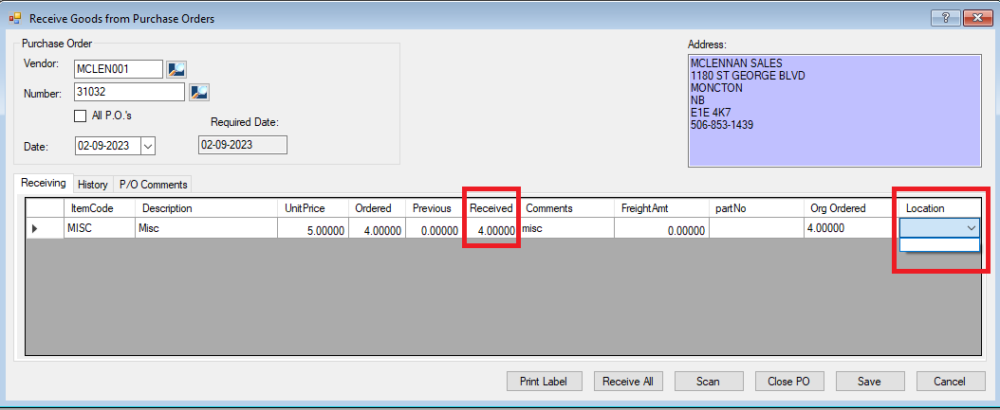 Receive Goods from Purchase Orders
?
Purchase Order
Vendor: MCLEN001
Number: 31032
All P.O.'s
Required Date:
Date: 02-09-2023 02-09-2023
Address:
MCLENNAN SALES
1180 ST GEORGE BLVD
MONCTON
NB
E1E 4K7
506-853-1439
Receiving History P/O Comments
ItemCode Description UnitPrice Ordered Previous Received Comments FreightAmt partNo Org Ordered Location
MISC Misc 5.00000 4.00000 0.00000 4.00000 misc 0.00000 4.00000
Print Label Receive All Scan Close PO Save Cancel